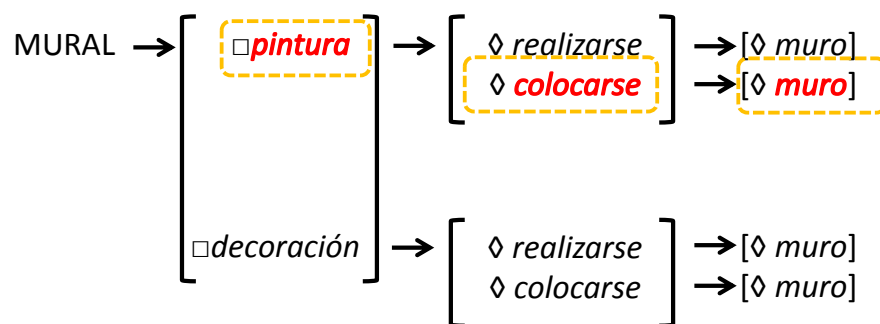 MURAL → □pintura → ◊ realizarse → [◊ muro]
◊ colocarse → [◊ muro]
□decoración → ◊ realizarse → [◊ muro]
◊ colocarse → [◊ muro]